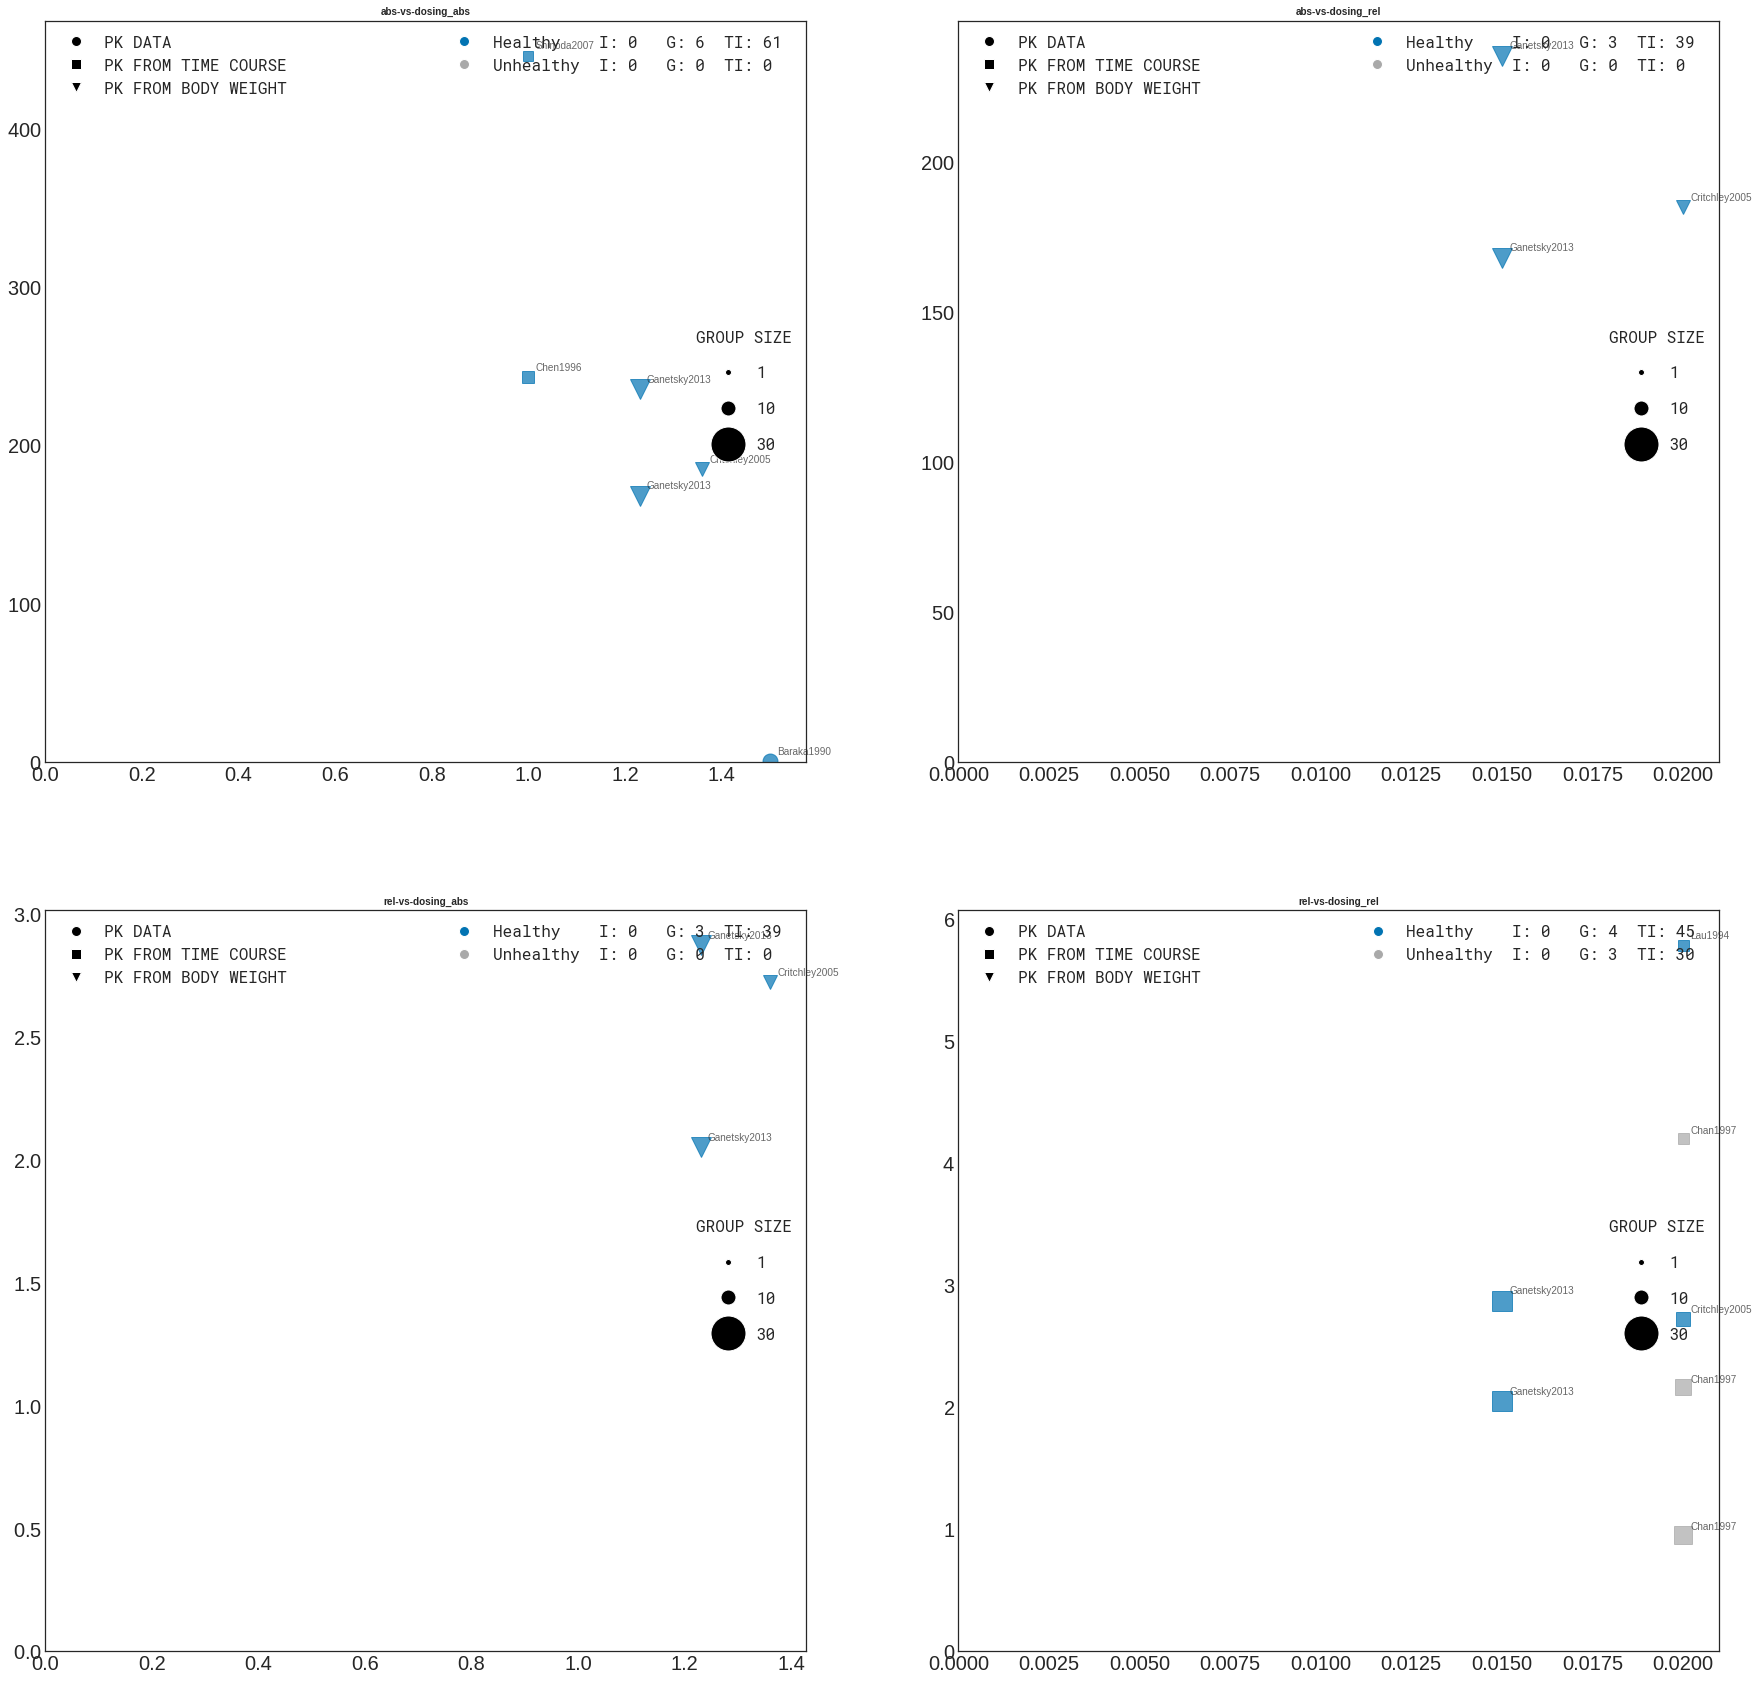 abs-vs-dosing_abs
PK DATA
PK FROM TIME COURSE
PK FROM BODY WEIGHT
Healthy I: 0 G: 6 TI: 61
Unhealthy I: 0 G: 0 TI: 0
Chen1996
Ganetsky2013
Critchley2005
Ganetsky2013
Baraka1990
GROUP SIZE
1
10
30
400
300
200
100
0
0.0 0.2 0.4 0.6 0.8 1.0 1.2 1.4
abs-vs-dosing_rel
PK DATA
PK FROM TIME COURSE
PK FROM BODY WEIGHT
Healthy I: 0 G: 3 TI: 39
Unhealthy I: 0 G: 0 TI: 0
Ganetsky2013
Critchley2005
Ganetsky2013
GROUP SIZE
1
10
30
200
150
100
50
0
0.0000 0.0025 0.0050 0.0075 0.0100 0.0125 0.0150 0.0175 0.0200
rel-vs-dosing_abs
PK DATA
PK FROM TIME COURSE
PK FROM BODY WEIGHT
Healthy I: 0 G: 3 TI: 39
Unhealthy I: 0 G: 0 TI: 0
Ganetsky2013
Critchley2005
Ganetsky2013
GROUP SIZE
1
10
30
3.0
2.5
2.0
1.5
1.0
0.5
0.0
0.0 0.2 0.4 0.6 0.8 1.0 1.2 1.4
rel-vs-dosing_rel
PK DATA
PK FROM TIME COURSE
PK FROM BODY WEIGHT
Healthy I: 0 G: 4 TI: 45
Unhealthy I: 0 G: 3 TI: 30
Lau1994
Chan1997
Ganetsky2013
Critchley2005
Chan1997
Ganetsky2013
Chan1997
GROUP SIZE
1
10
30
6
5
4
3
2
1
0
0.0000 0.0025 0.0050 0.0075 0.0100 0.0125 0.0150 0.0175 0.0200